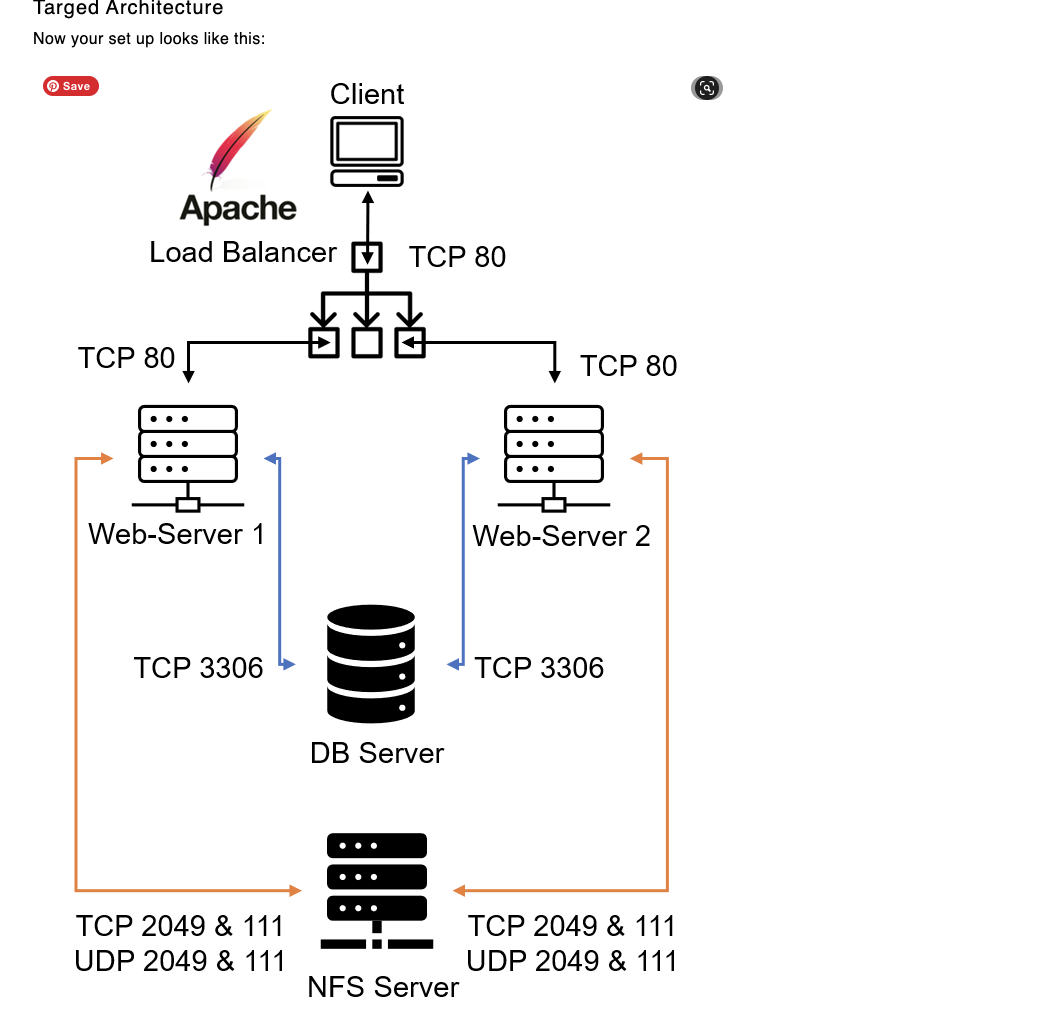 Targed Architecture
Now your set up looks like this:
Save
Client
Apache
Load Balancer
TCP 80
TCP 80
TCP 80
Web-Server 1
Web-Server 2
TCP 3306
TCP 3306
DB Server
TCP 2049 & 111
UDP 2049 & 111
TCP 2049 & 111
UDP 2049 & 111
NFS Server